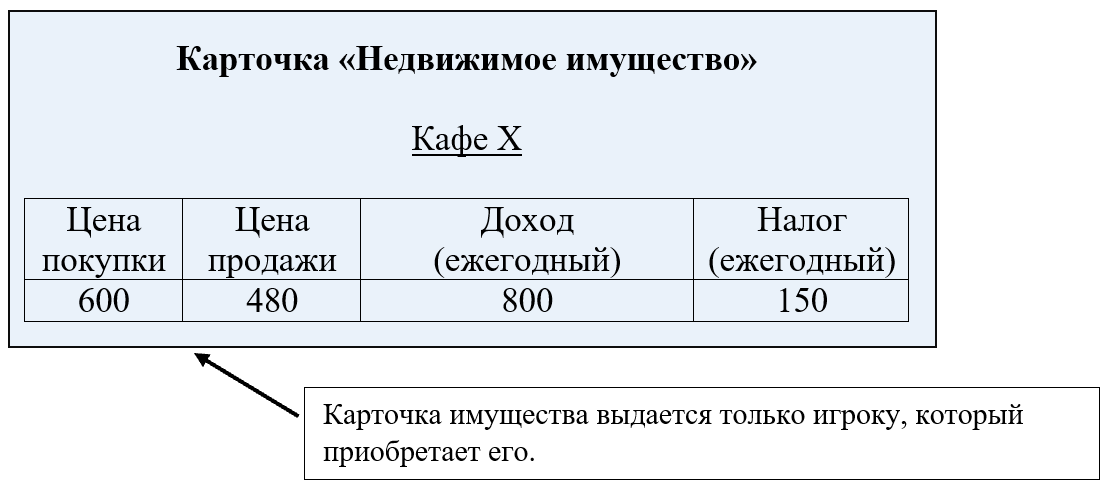 Карточка «Недвижимое имущество»
Кафе X
Цена покупки Цена продажи Доход (ежегодный) Налог (ежегодный)
600 480 800 150
Карточка имущества выдается только игроку, который
приобретает его.